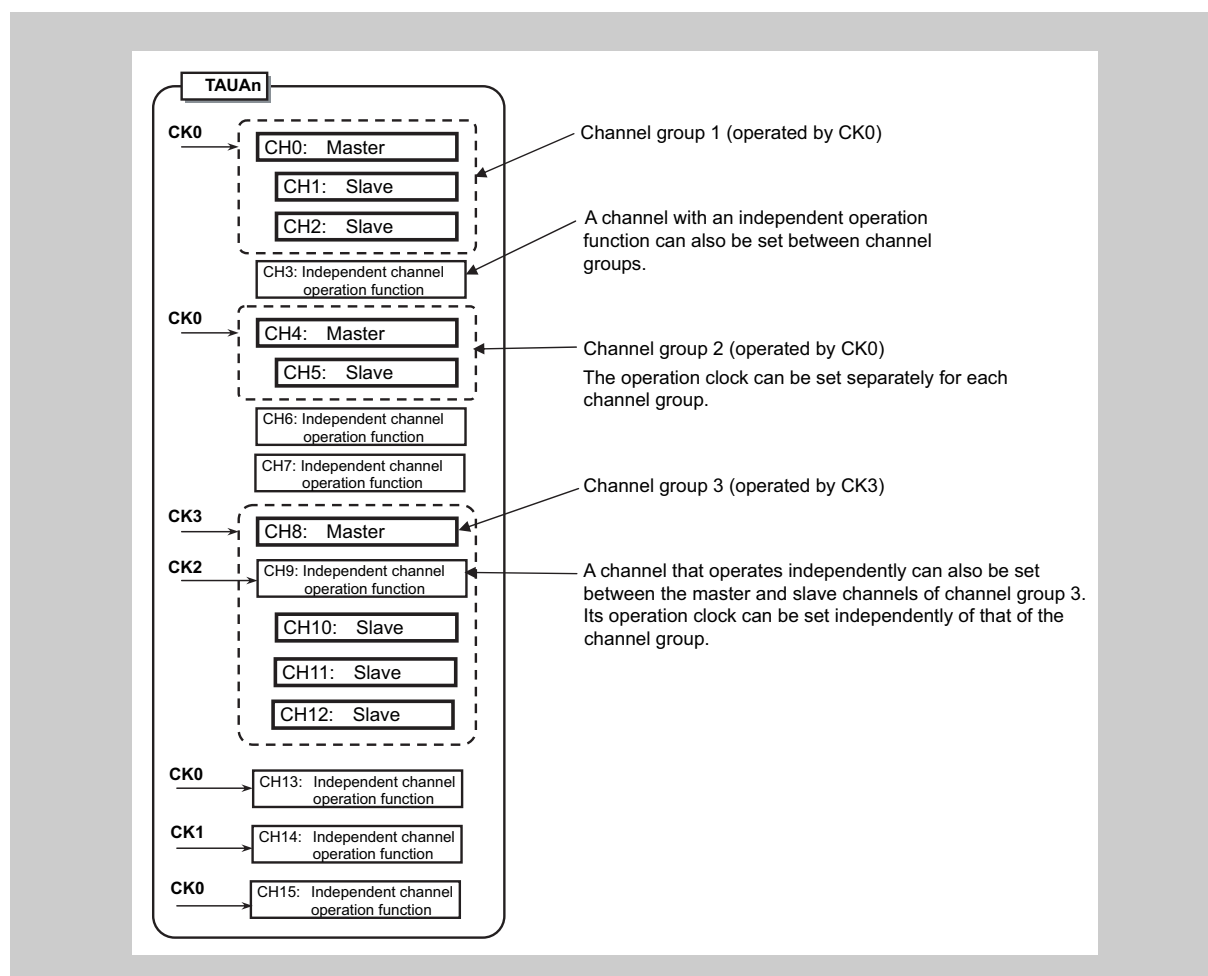 TAUAn
CK0
CH0: Master
CH1: Slave
CH2: Slave
Channel group 1 (operated by CK0)
A channel with an independent operation
function can also be set between channel
groups.
CH3: Independent channel
operation function
CK0
CH4: Master
CH5: Slave
Channel group 2 (operated by CK0)
The operation clock can be set separately for each
channel group.
CH6: Independent channel
operation function
CH7: Independent channel
operation function
Channel group 3 (operated by CK3)
CK3
CH8: Master
CK2
CH9: Independent channel
operation function
A channel that operates independently can also be set
between the master and slave channels of channel group 3.
Its operation clock can be set independently of that of the
channel group.
CH10: Slave
CH11: Slave
CH12: Slave
CK0
CH13: Independent channel
operation function
CK1
CH14: Independent channel
operation function
CK0
CH15: Independent channel
operation function